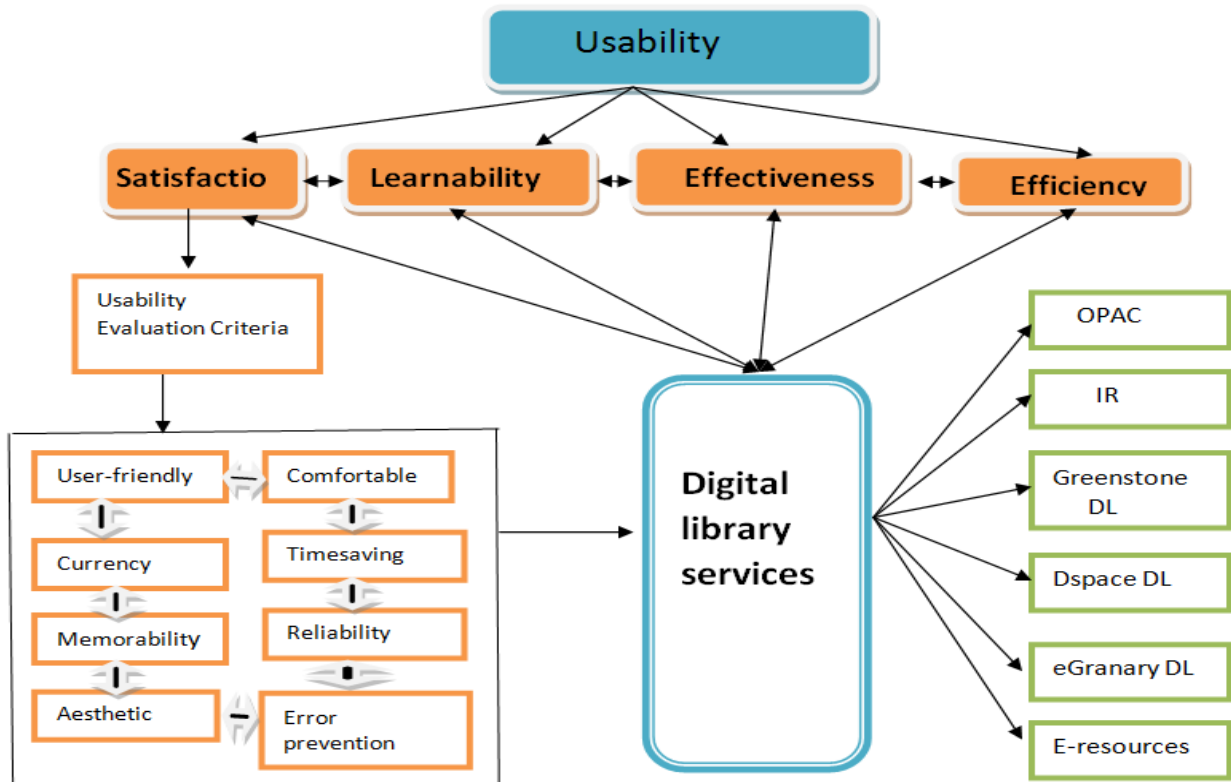 Usability
Satisfactio
Learnability
Effectiveness
Efficiency
Usability
Evaluation Criteria
User-friendly
Comfortable
Currency
Timesaving
Memorability
Reliability
Aesthetic
Error
prevention
Digital
library
services
OPAC
IR
Greenstone
DL
Dspace DL
eGranary DL
E-resources